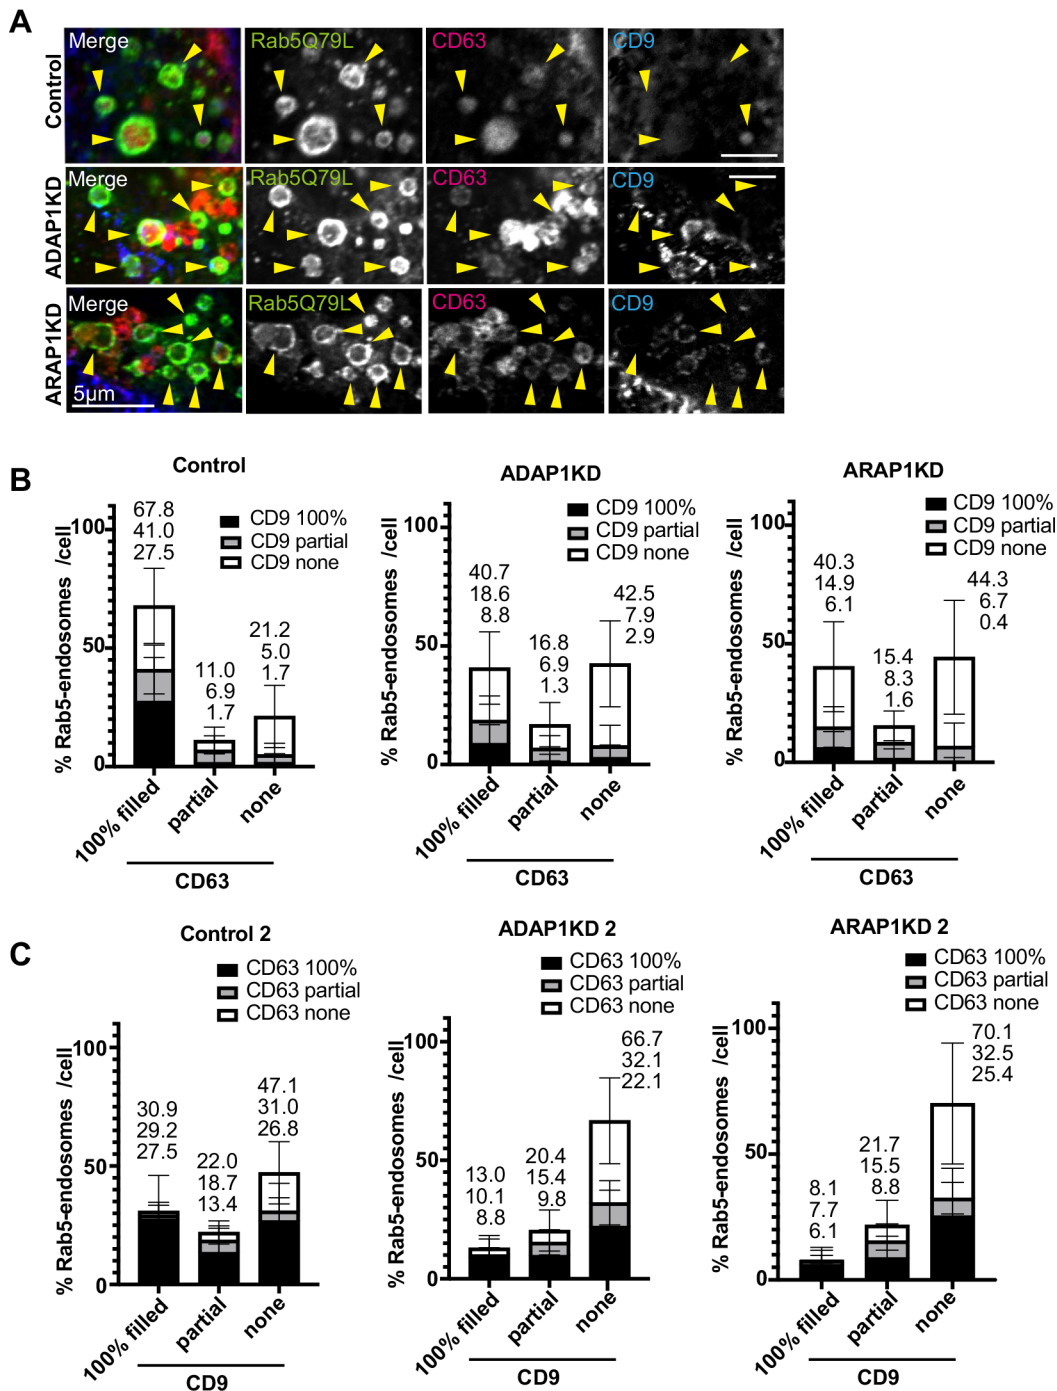 A
Control
Merge
Rab5Q79L
CD63
CD9
ADAP1KD
Merge
Rab5Q79L
CD63
CD9
ARAP1KD
Merge
Rab5Q79L
CD63
CD9
5µm
B
Control
% Rab5-endosomes /cell
100
50
0
67.8
41.0
27.5
11.0
6.9
1.7
21.2
5.0
1.7
CD9 100%
CD9 partial
CD9 none
100% filled
partial
none
CD63
ADAP1KD
% Rab5-endosomes /cell
100
50
0
40.7
18.6
8.8
16.8
6.9
1.3
42.5
7.9
2.9
CD9 100%
CD9 partial
CD9 none
100% filled
partial
none
CD63
ARAP1KD
% Rab5-endosomes /cell
100
50
0
40.3
14.9
6.1
15.4
8.3
1.6
44.3
6.7
0.4
CD9 100%
CD9 partial
CD9 none
100% filled
partial
none
CD63
C
Control 2
CD63 100%
CD63 partial
CD63 none
% Rab5-endosomes /cell
100
50
0
30.9
29.2
27.5
22.0
18.7
13.4
47.1
31.0
26.8
100% filled
partial
none
CD9
ADAP1KD 2
CD63 100%
CD63 partial
CD63 none
% Rab5-endosomes /cell
100
50
0
13.0
10.1
8.8
20.4
15.4
9.8
66.7
32.1
22.1
100% filled
partial
none
CD9
ARAP1KD 2
CD63 100%
CD63 partial
CD63 none
% Rab5-endosomes /cell
100
50
0
8.1
7.7
6.1
21.7
15.5
8.8
70.1
32.5
25.4
100% filled
partial
none
CD9